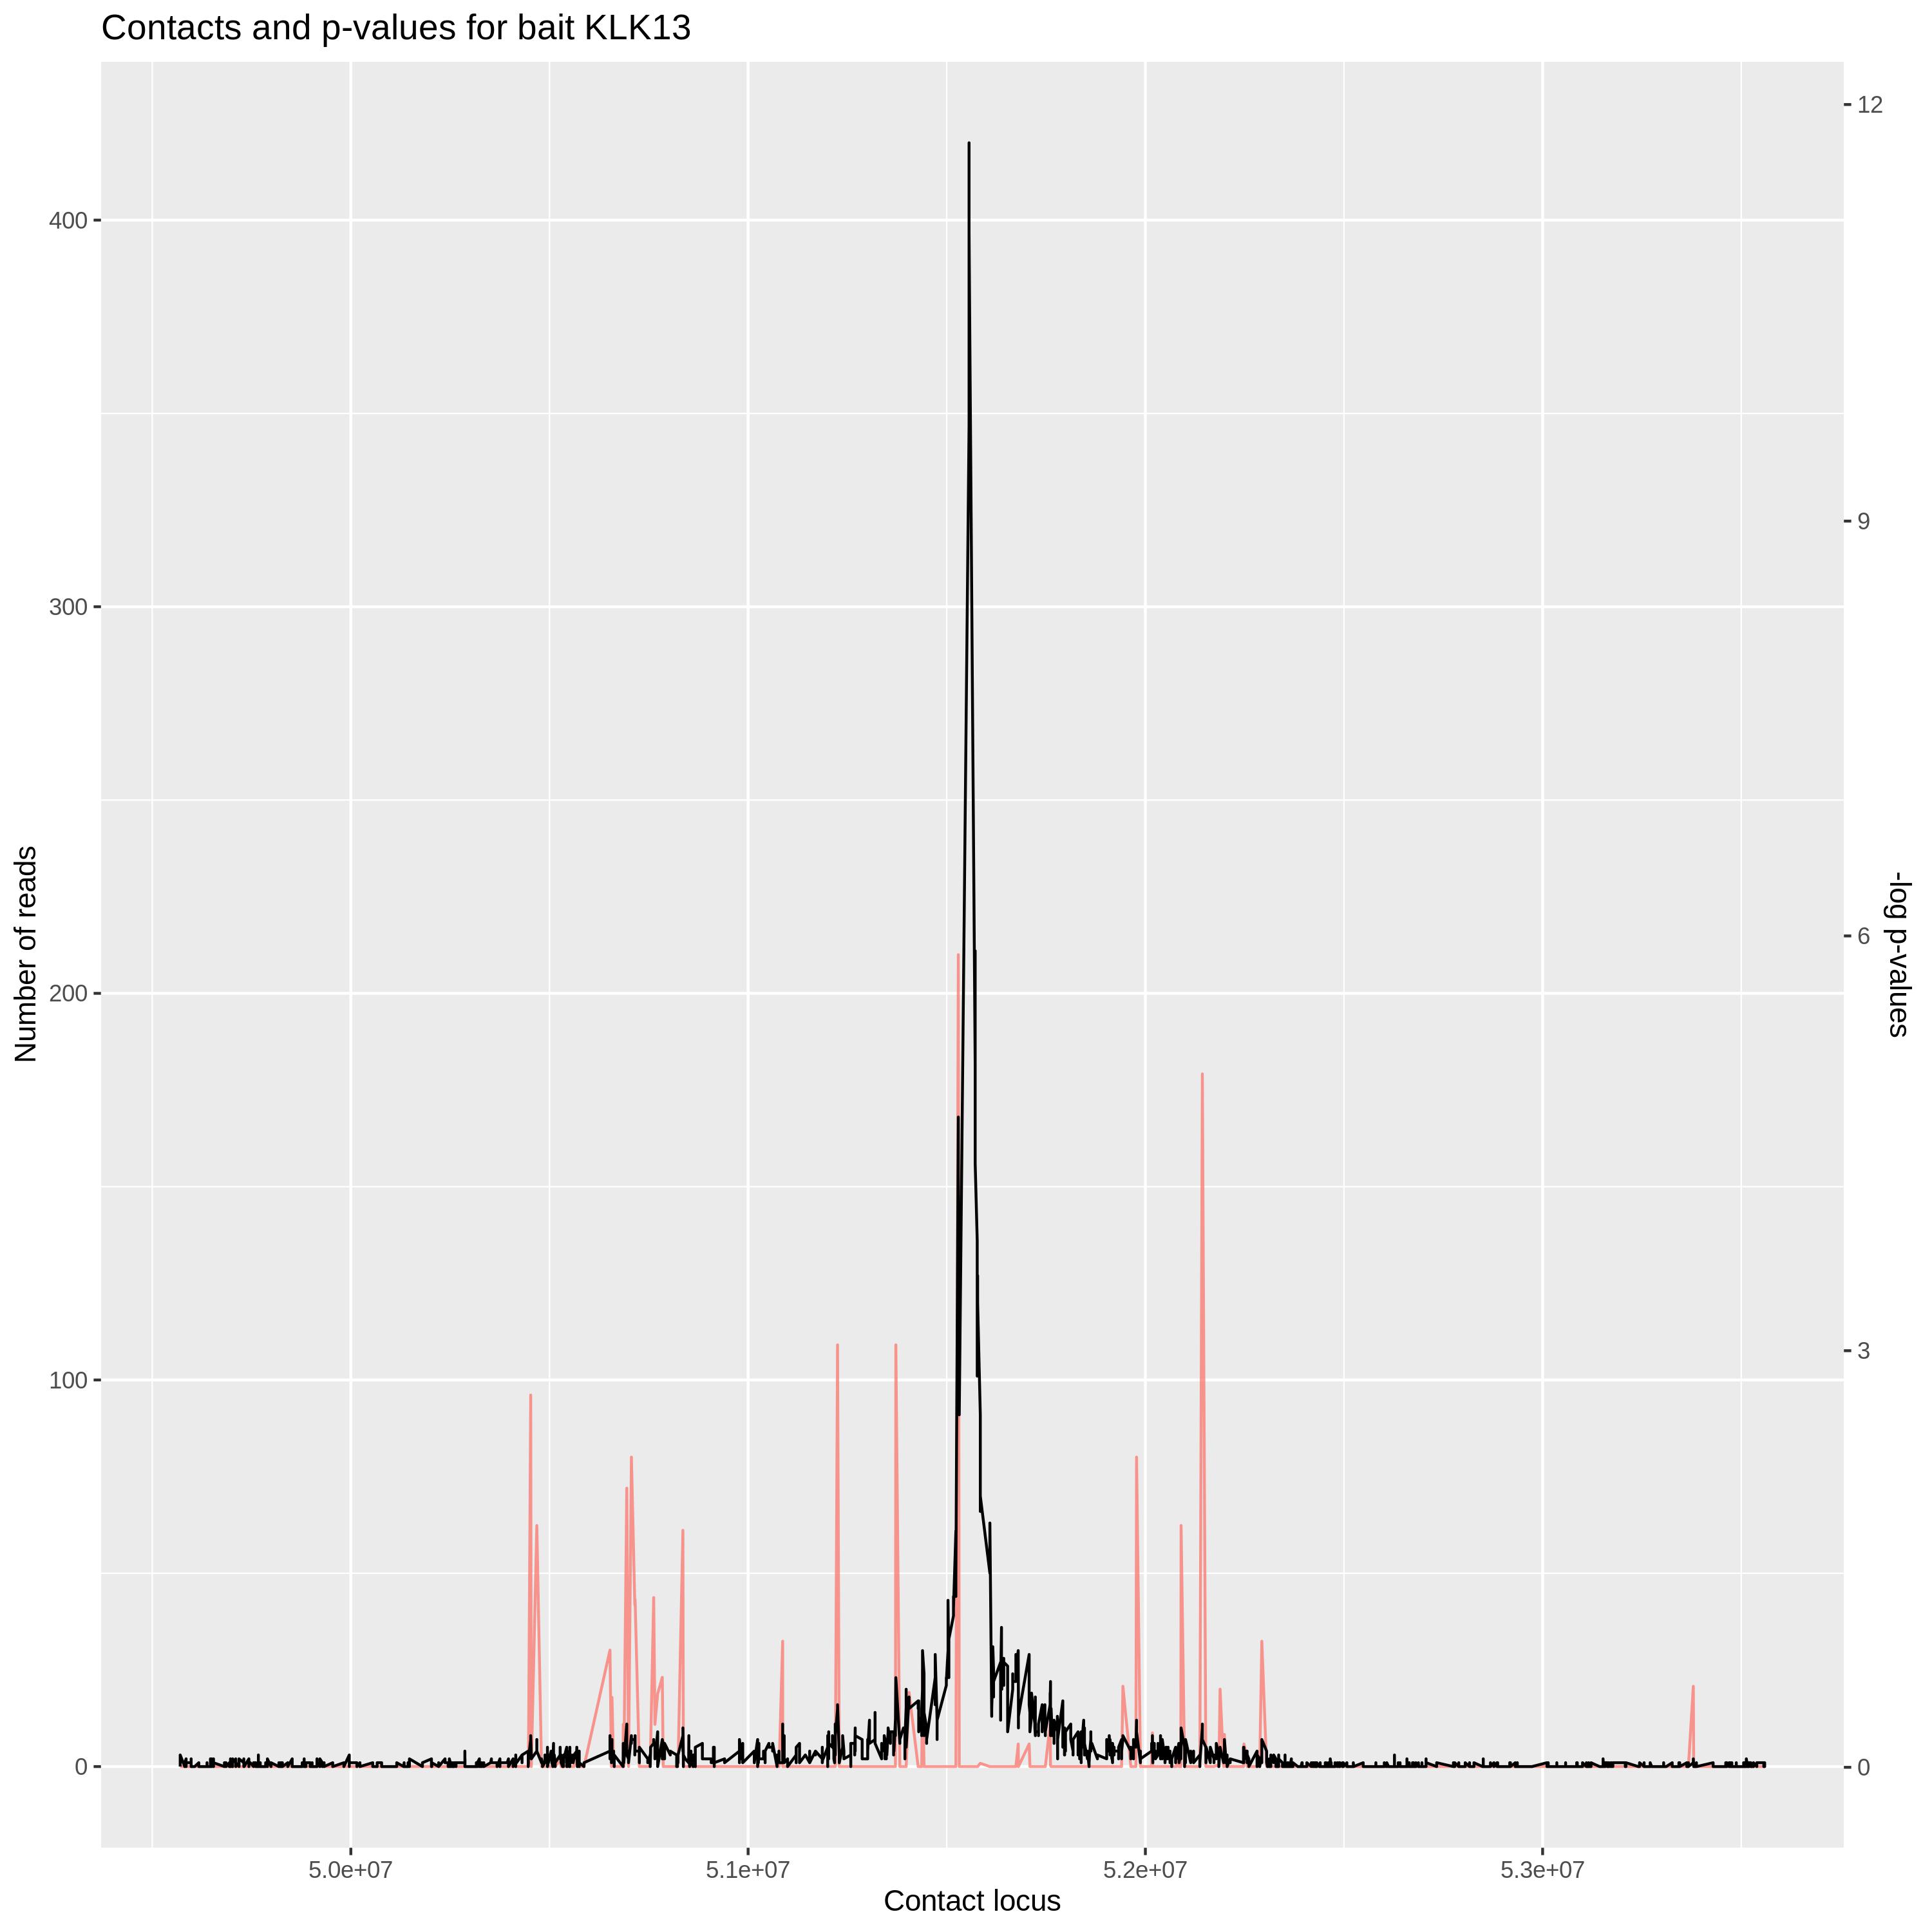 Contacts and p-values for bait KLK13
12
400
9
300
Number of reads
6
-log p-values
200
100
3
0
0
5.0e+07
5.1e+07
5.2e+07
5.3e+07
Contact locus